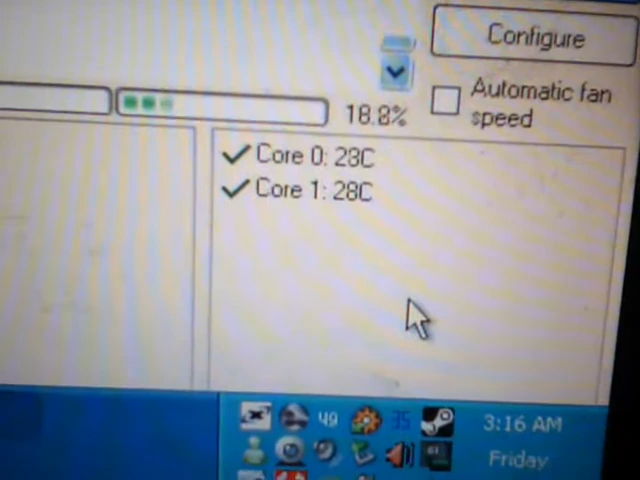 Configure
Automatic fan
speed
18.8%
Core 0: 28C
Core 1: 28C
49
35
3:16 AM
Friday